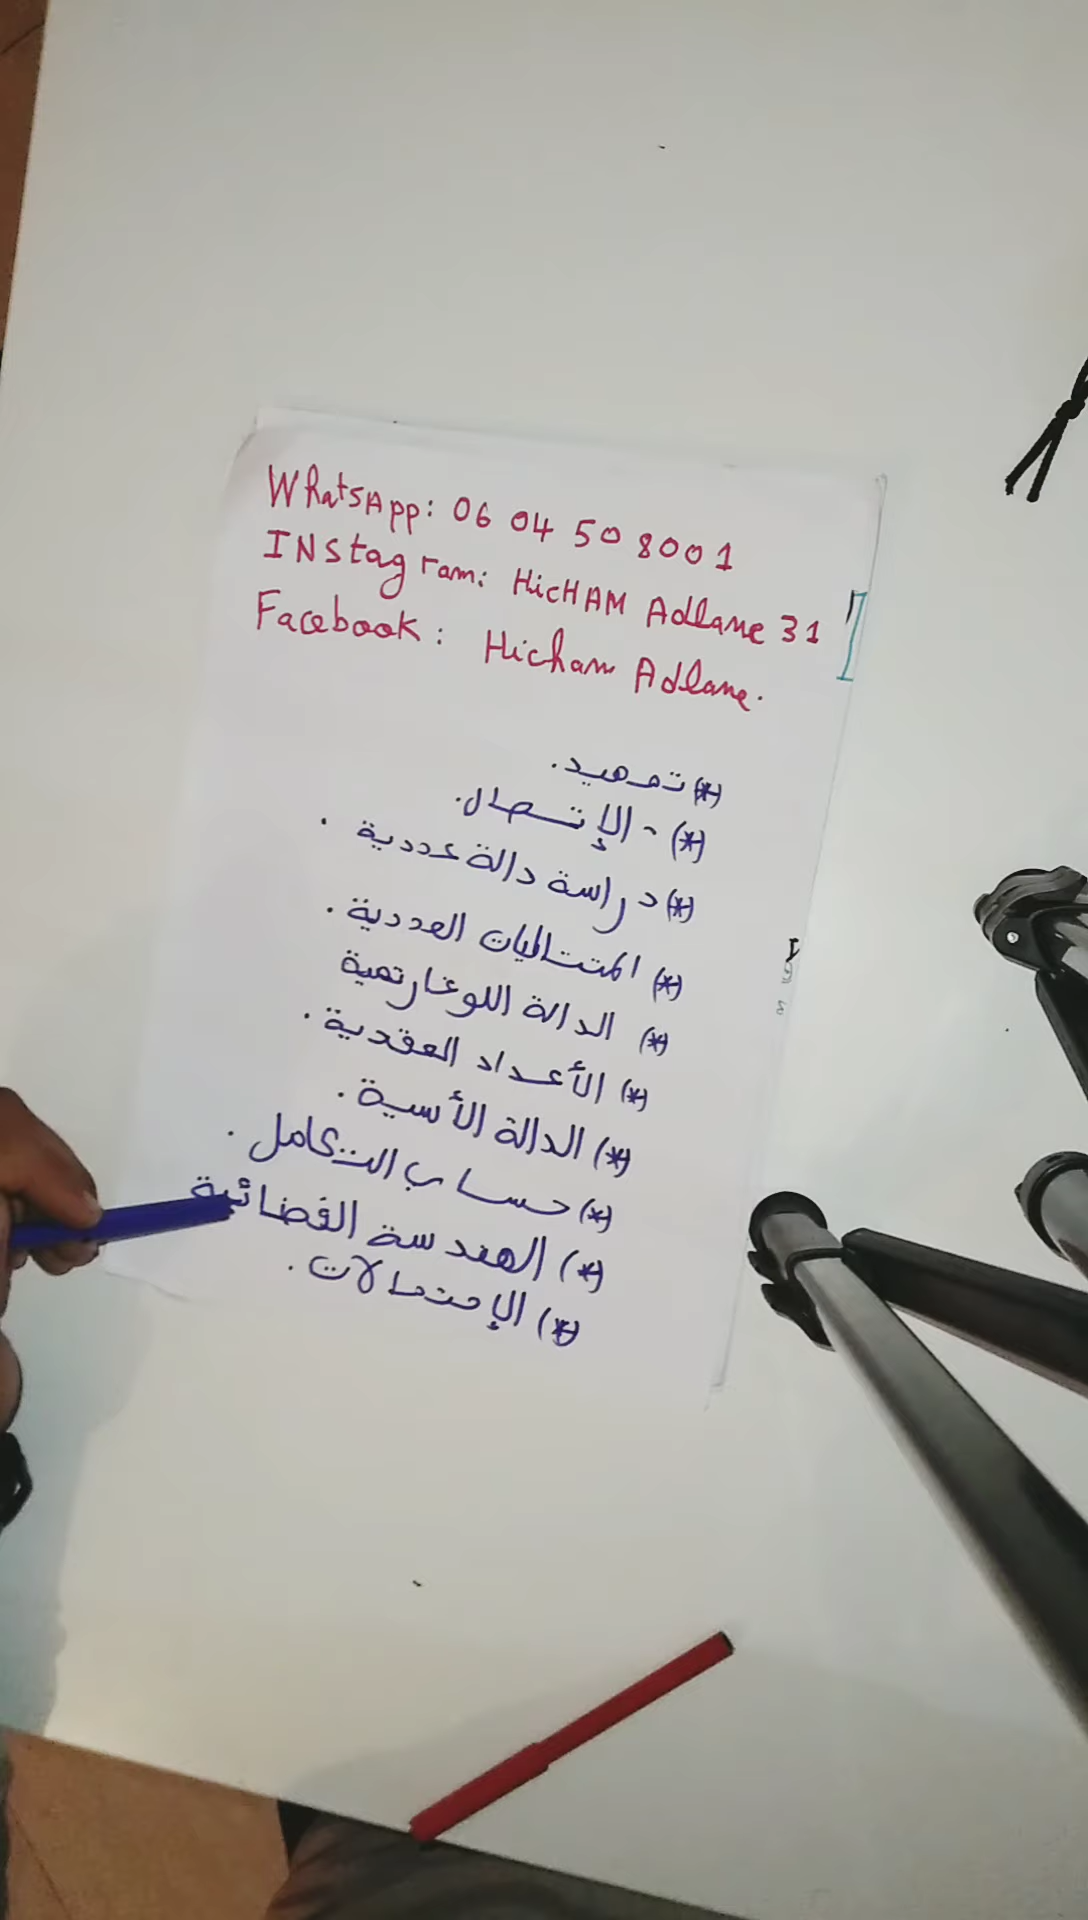 WhatsApp: 06 04 50 8001
INstagram: HicHAM Adlane 31
Facebook: Hicham Adlane.
(*) تمهيد.
(*) - الإتصال.
(*) دراسة دالة عددية.
(*) المتتاليات العددية.
(*) الدالة اللوغارتمية
(*) الأعداد العقدية.
(*) الدالة الأسية.
(*) حساب التكامل.
(*) الهندسة الفضائية
(*) الإحتمالات.